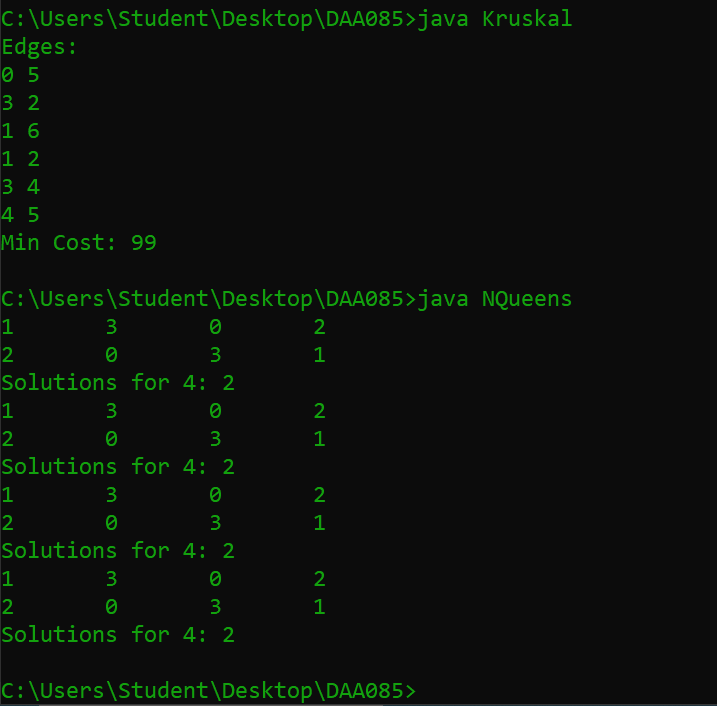 C:\Users\Student\Desktop\DAA085>java Kruskal
Edges:
0 5
3 2
1 6
1 2
3 4
4 5
Min Cost: 99
C:\Users\Student\Desktop\DAA085>java NQueens
1 3 0 2
2 0 3 1
Solutions for 4: 2
1 3 0 2
2 0 3 1
Solutions for 4: 2
1 3 0 2
2 0 3 1
Solutions for 4: 2
1 3 0 2
2 0 3 1
Solutions for 4: 2
C:\Users\Student\Desktop\DAA085>